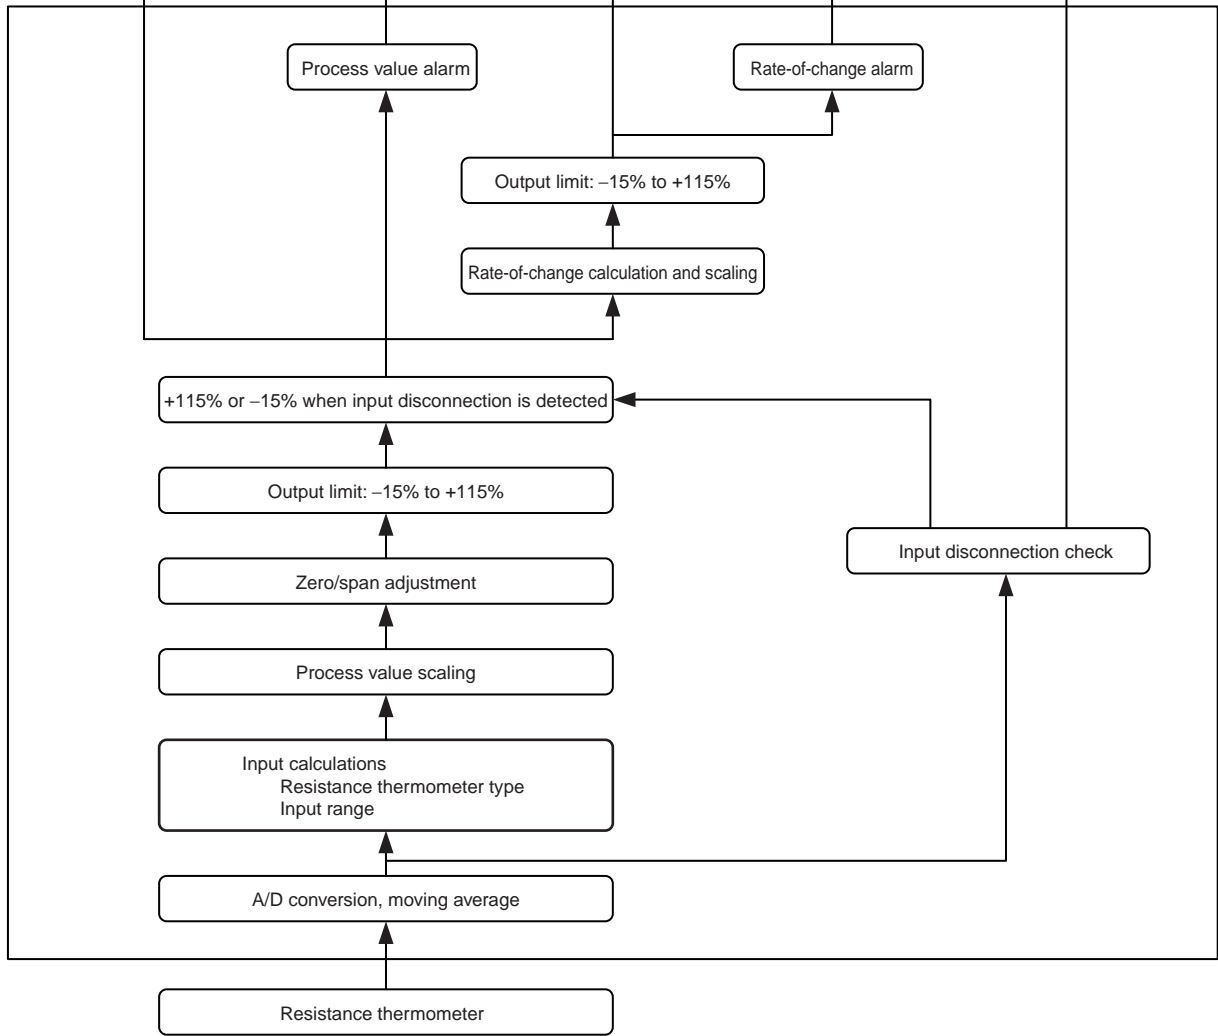 Process value alarm
Rate-of-change alarm
Output limit: −15% to +115%
Rate-of-change calculation and scaling
+115% or −15% when input disconnection is detected
Output limit: −15% to +115%
Input disconnection check
Zero/span adjustment
Process value scaling
Input calculations
Resistance thermometer type
Input range
A/D conversion, moving average
Resistance thermometer